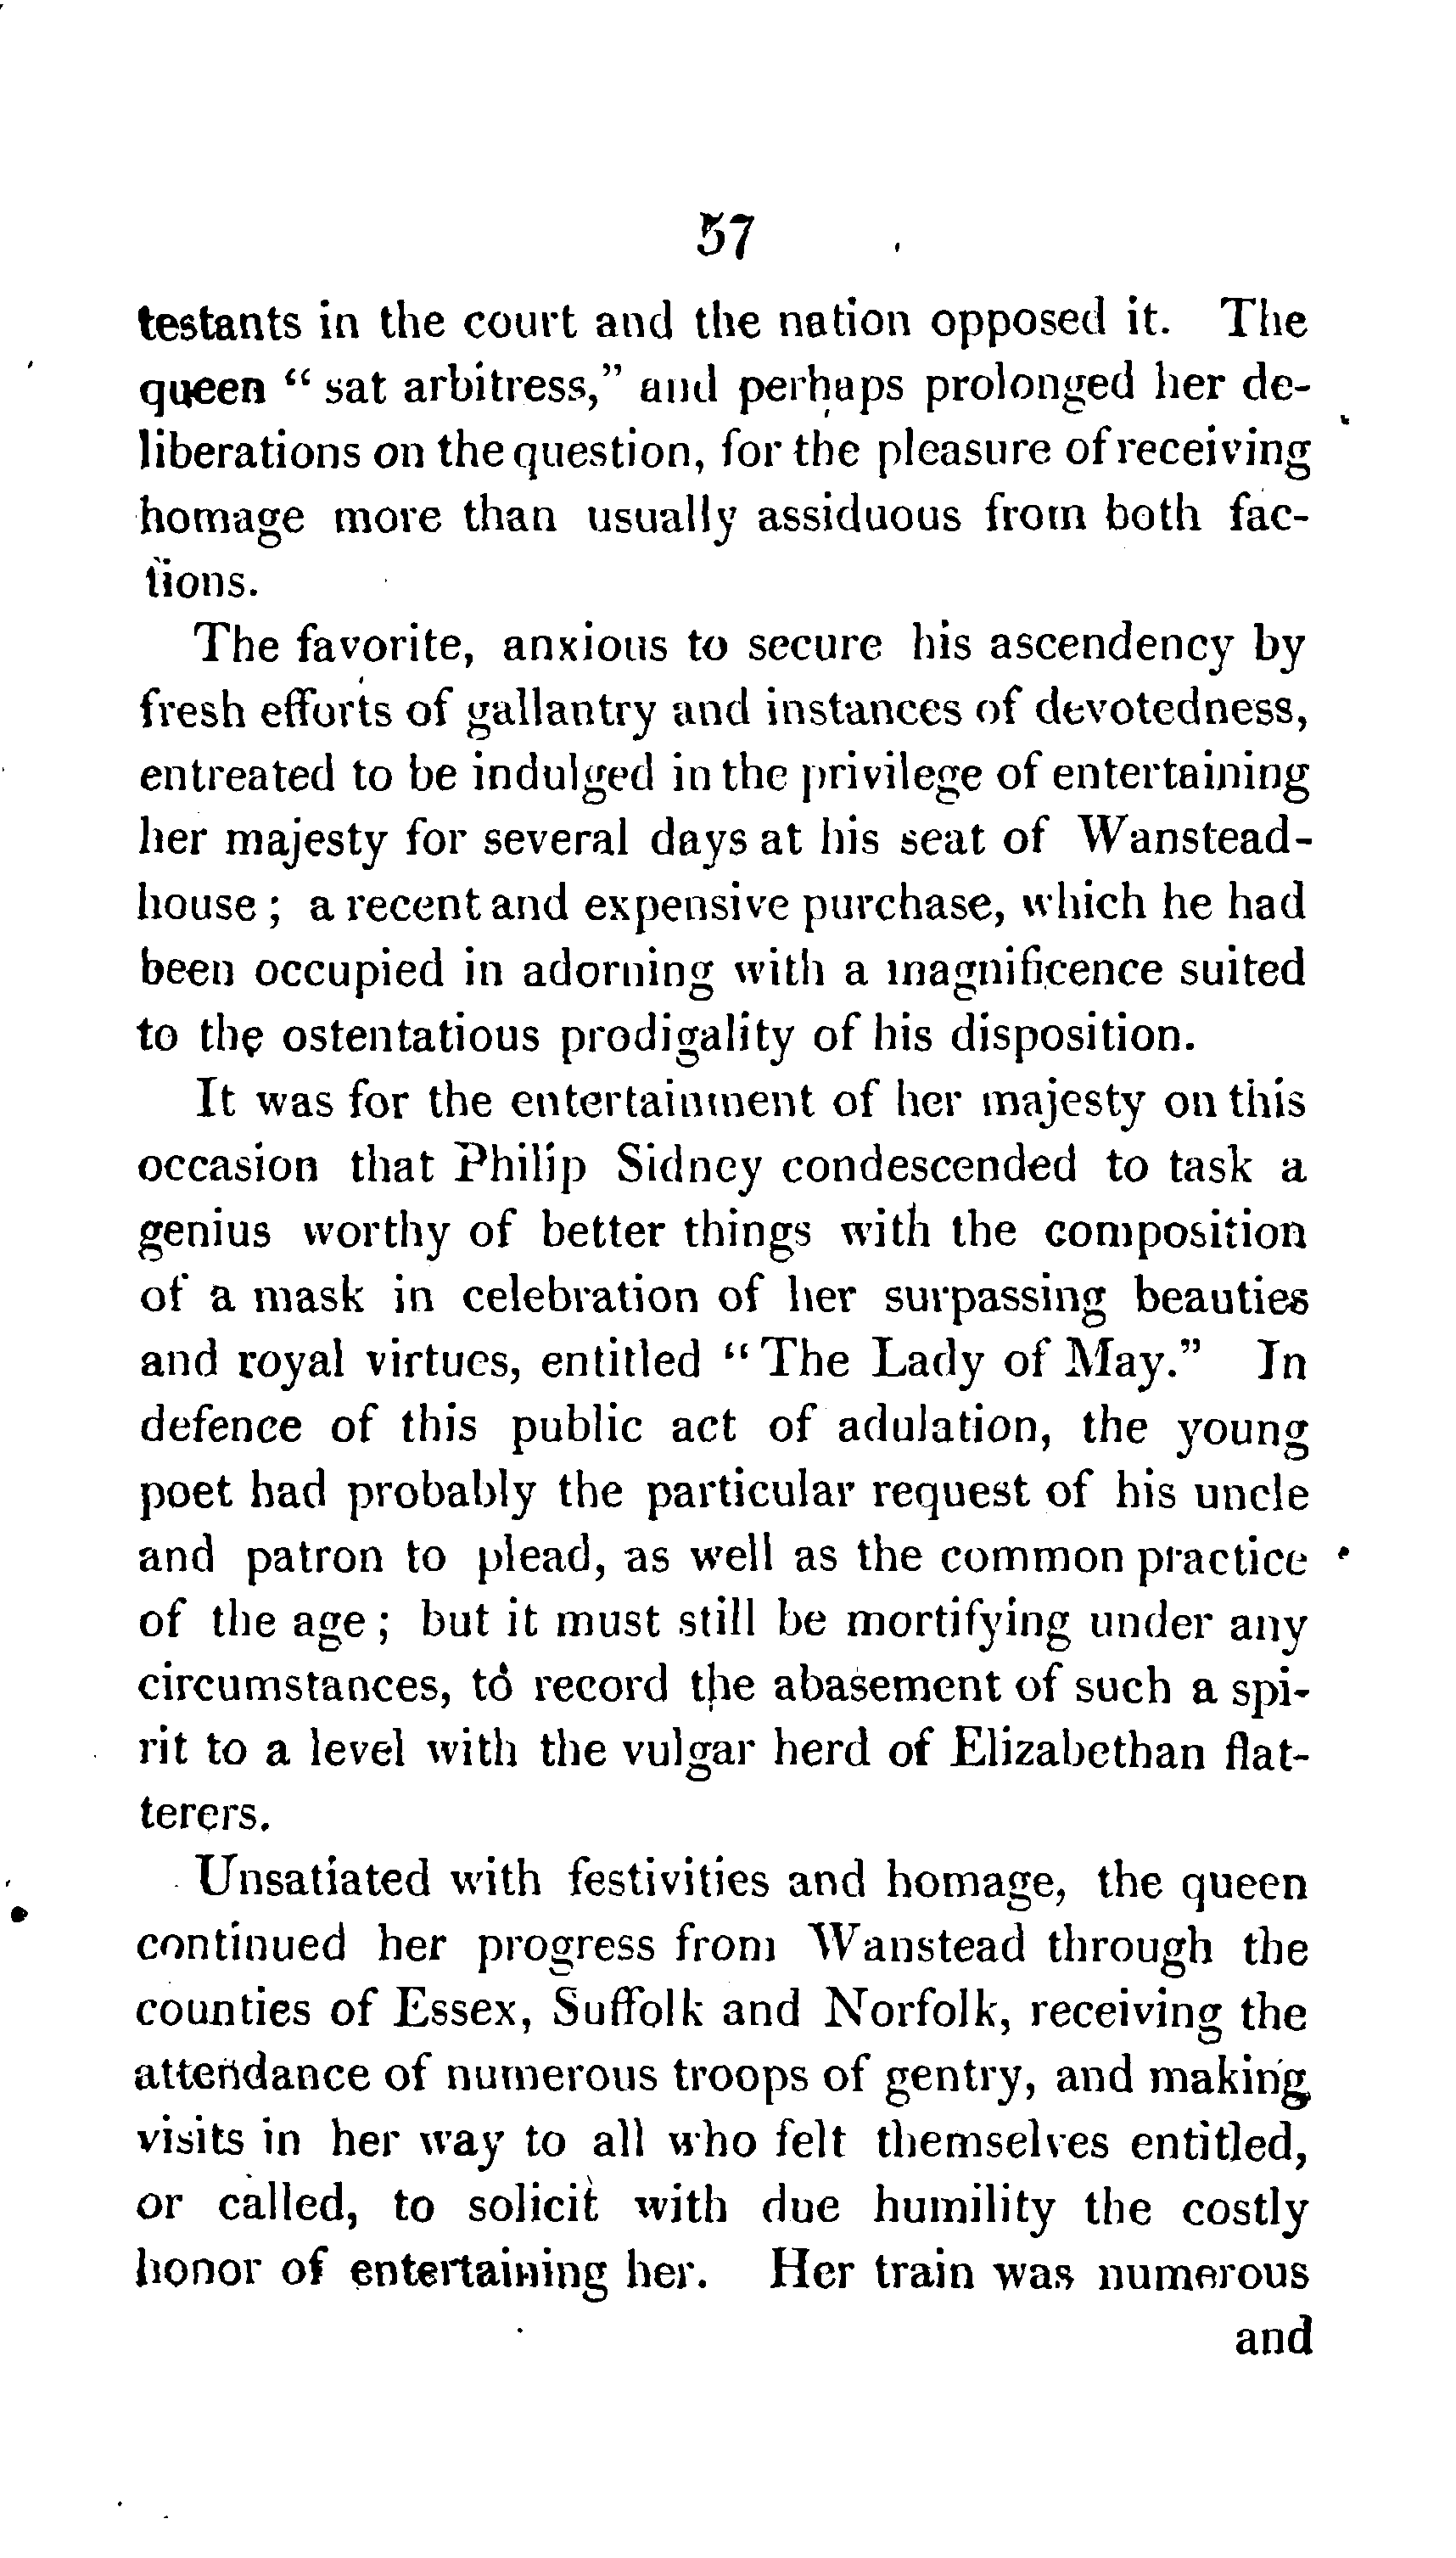 57
testants in the court and the nation opposed it. The
queen “ sat arbitress,” and perhaps prolonged her de-
liberations on the question, for the pleasure of receiving
homage more than usually assiduous from both fac-
tions.
The favorite, anxious to secure his ascendency by
fresh efforts of gallantry and instances of devotedness,
entreated to be indulged in the privilege of entertaining
her majesty for several days at his seat of Wanstead-
house ; a recent and expensive purchase, which he had
been occupied in adorning with a magnificence suited
to the ostentatious prodigality of his disposition.
It was for the entertainment of her majesty on this
occasion that Philip Sidney condescended to task a
genius worthy of better things with the composition
of a mask in celebration of her surpassing beauties
and royal virtues, entitled “ The Lady of May.” In
defence of this public act of adulation, the young
poet had probably the particular request of his uncle
and patron to plead, as well as the common practice
of the age ; but it must still be mortifying under any
circumstances, to record the abasement of such a spi-
rit to a level with the vulgar herd of Elizabethan flat-
terers.
Unsatiated with festivities and homage, the queen
continued her progress from Wanstead through the
counties of Essex, Suffolk and Norfolk, receiving the
attendance of numerous troops of gentry, and making
visits in her way to all who felt themselves entitled,
or called, to solicit with due humility the costly
honor of entertaining her. Her train was numerous
and